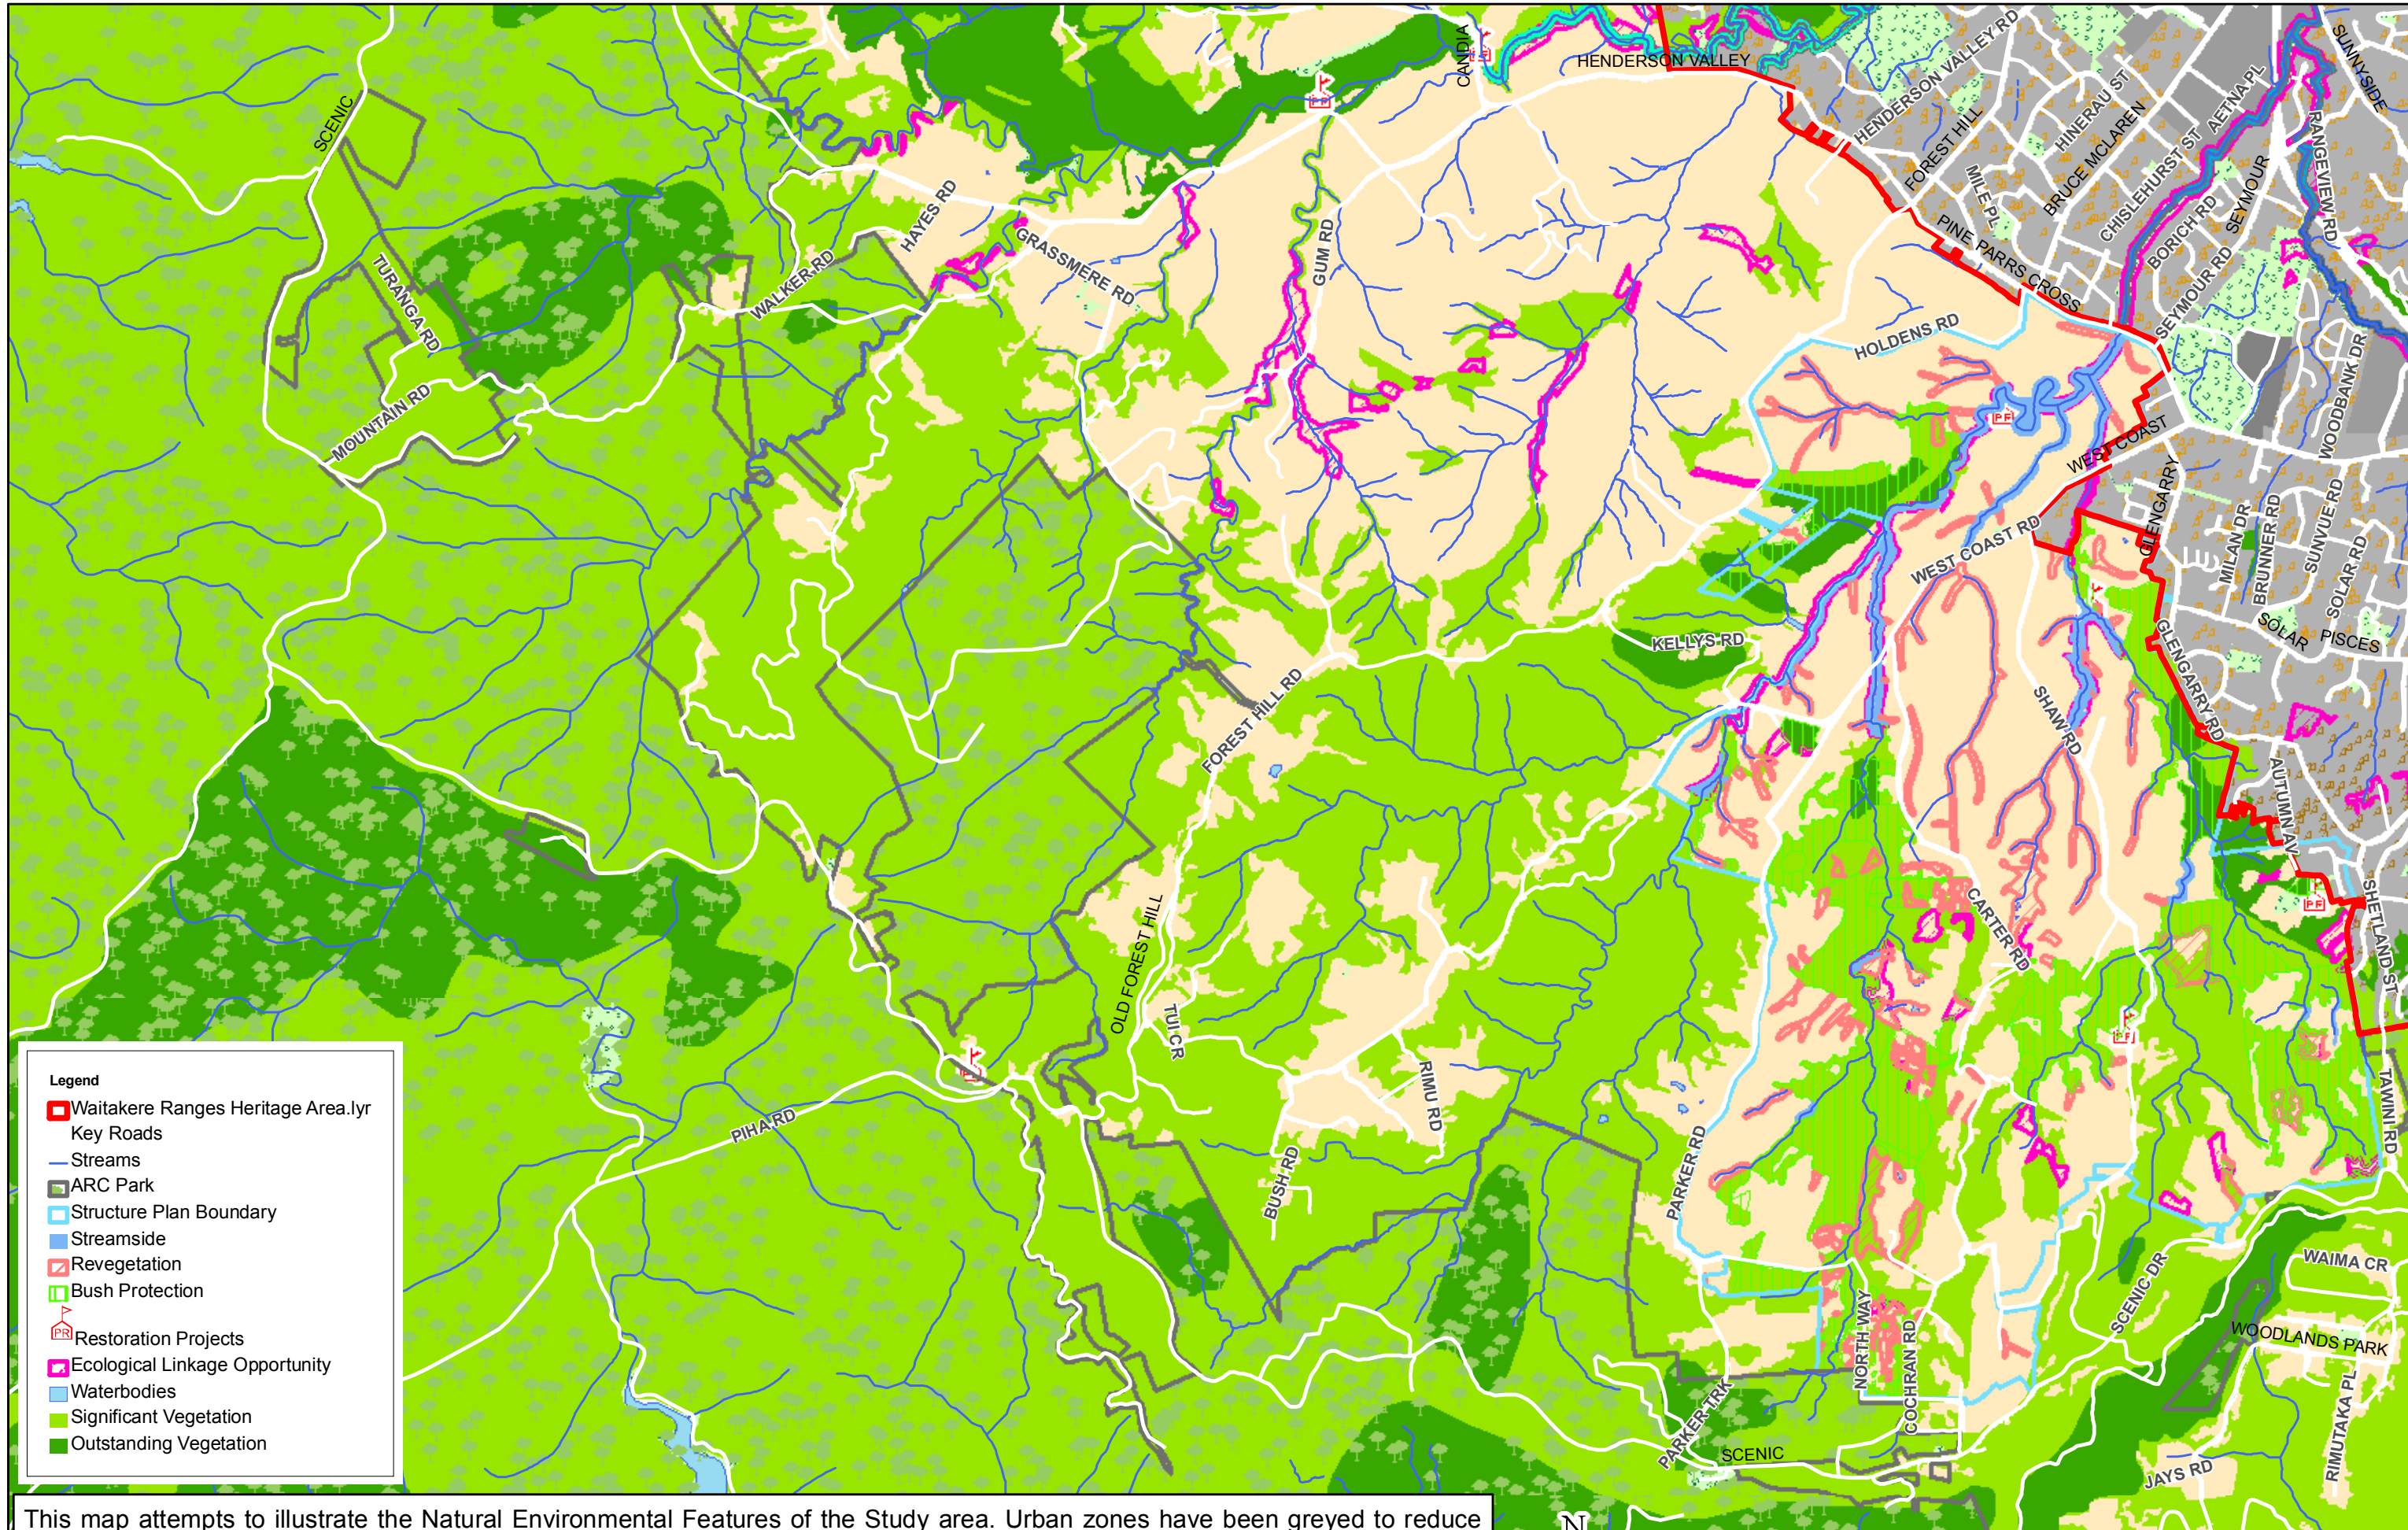 CANDIA
HENDERSON VALLEY
HENDERSON VALLEY RD
SUNNYSIDE
SCENIC
HINERAU ST
AETNA PL
FOREST HILL
BRUCE MCLAREN
RANGEVIEW RD
MILE PL
CHISLEHURST ST
SEYMOUR
BORICH RD
HAYES RD
GRASSMERE RD
GUM RD
PINE PARRS CROSS
SEYMOUR RD
TURANGA RD
WALKER RD
HOLDENS RD
WOODBANK DR
MOUNTAIN RD
WEST COAST
GLENGARRY
WEST COAST RD
MILAN DR
BRUNNER RD
SUNVUE RD
SOLAR RD
SOLAR
PISCES
KELLYS RD
GLENGARRY RD
FOREST HILL RD
SHAW RD
AUTUMN AV
OLD FOREST HILL
CARTER RD
SHETLAND ST
TUI CR
RIMU RD
PIHA RD
BUSH RD
PARKER RD
TAWINI RD
SCENIC DR
WAIMA CR
NORTH WAY
COCHRAN RD
WOODLANDS PARK
PARKER TRK
SCENIC
RIMUTAKA PL
JAYS RD
Legend
Waitakere Ranges Heritage Area.lyr
Key Roads
Streams
ARC Park
Structure Plan Boundary
Streamside
Revegetation
Bush Protection
PR
Restoration Projects
Ecological Linkage Opportunity
Waterbodies
Significant Vegetation
Outstanding Vegetation
This map attempts to illustrate the Natural Environmental Features of the Study area. Urban zones have been greyed to reduce
N